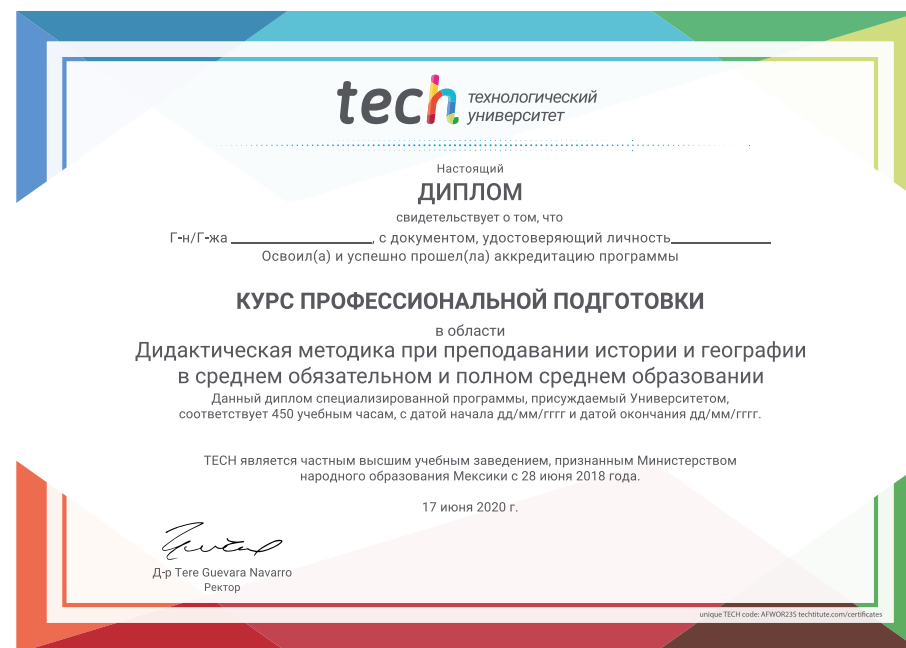 tech технологический
университет
Настоящий
ДИПЛОМ
свидетельствует о том, что
Г-н/Г-жа ____________________, с документом, удостоверяющий личность______________
Освоил(а) и успешно прошел(ла) аккредитацию программы
КУРС ПРОФЕССИОНАЛЬНОЙ ПОДГОТОВКИ
в области
Дидактическая методика при преподавании истории и географии
в среднем обязательном и полном среднем образовании
Данный диплом специализированной программы, присуждаемый Университетом,
соответствует 450 учебным часам, с датой начала дд/мм/гггг и датой окончания дд/мм/гггг.
TECH является частным высшим учебным заведением, признанным Министерством
народного образования Мексики с 28 июня 2018 года.
17 июня 2020 г.
Д-р Tere Guevara Navarro
Ректор
unique TECH code: AFWOR23S techtitute.com/certificates